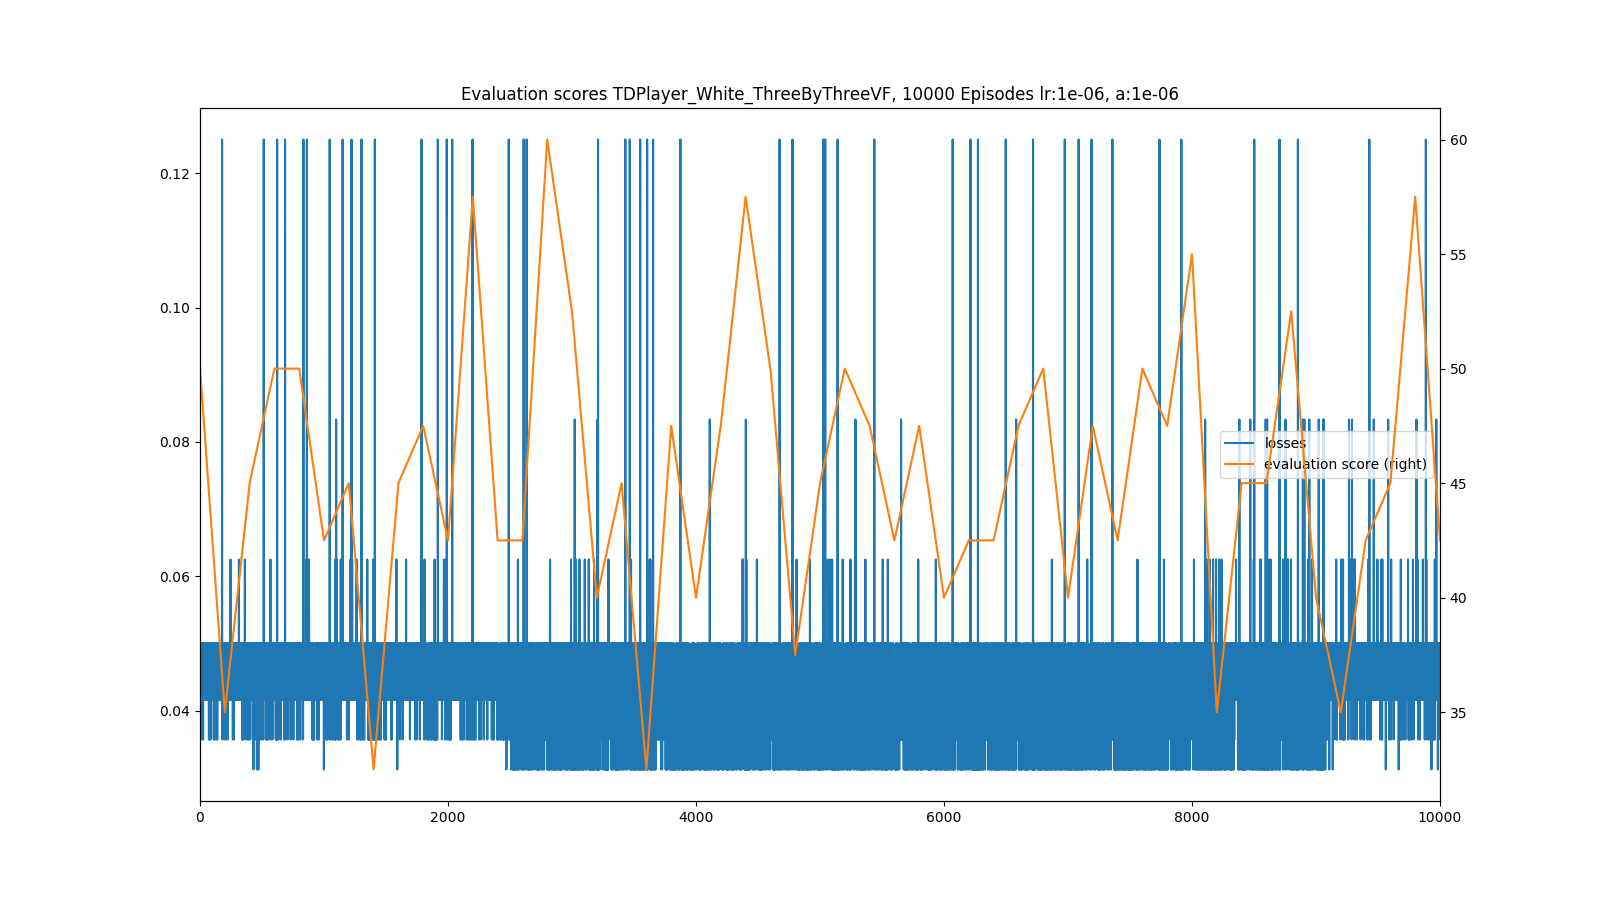 Evaluation scores TDPlayer_White_ThreeByThreeVF, 10000 Episodes lr:1e-06, a:1e-06
0.12
0.10
0.08
0.06
0.04
60
55
50
45
40
35
losses
evaluation score (right)
0 2000 4000 6000 8000 10000